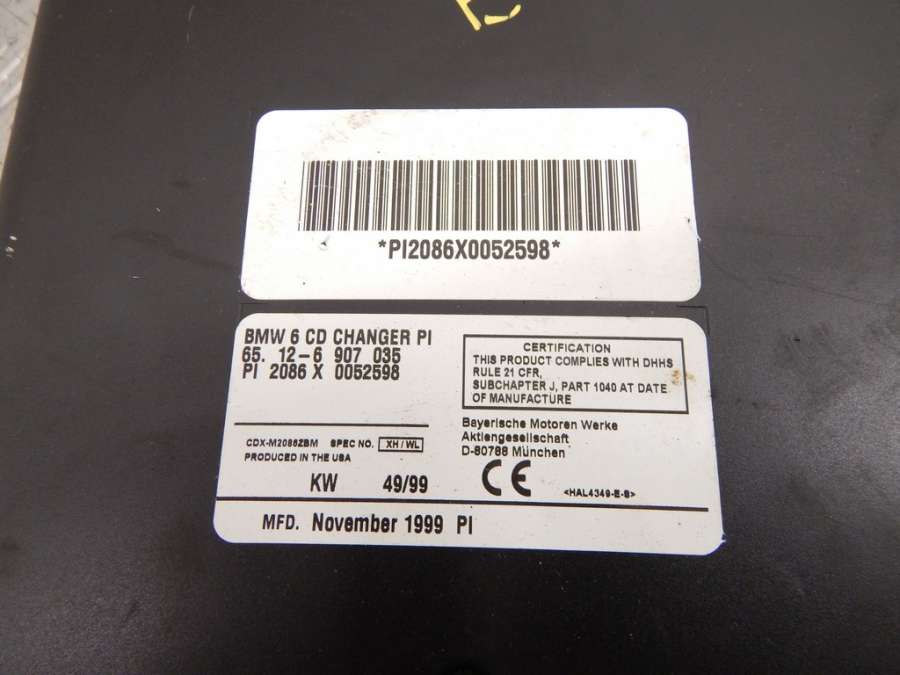 *PI2086X0052598*
BMW 6 CD CHANGER PI
65. 12-6 907 035
PI 2086 X 0052598
CERTIFICATION
THIS PRODUCT COMPLIES WITH DHHS
RULE 21 CFR,
SUBCHAPTER J, PART 1040 AT DATE
OF MANUFACTURE
CDX-M2086ZBM SPEC NO. XH/WL
PRODUCED IN THE USA
Bayerische Motoren Werke
Aktiengesellschaft
D-80788 München
KW 49/99
CE
<HAL4349-E-B>
MFD. November 1999 PI